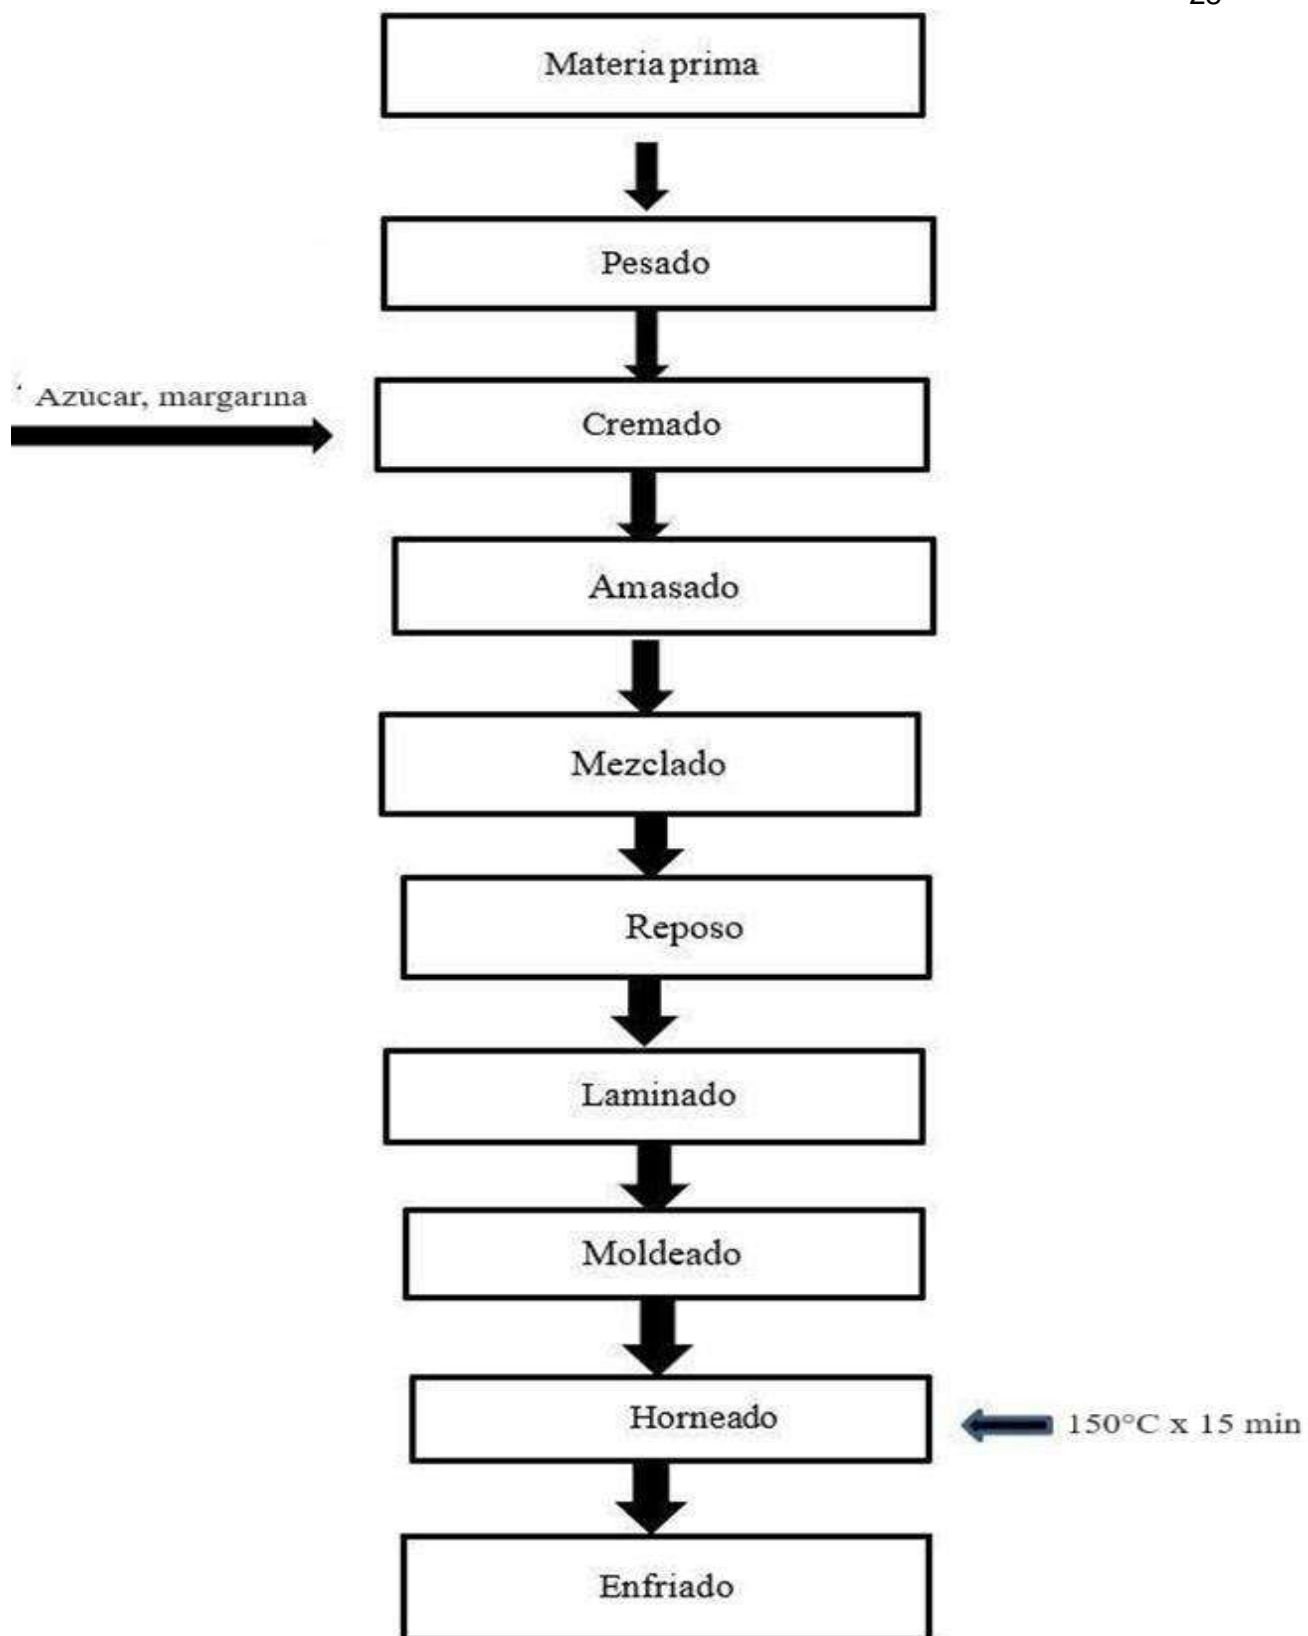 Materia prima
Pesado
Azúcar, margarina
Cremado
Amasado
Mezclado
Reposo
Laminado
Moldeado
Horneado
150°C x 15 min
Enfriado